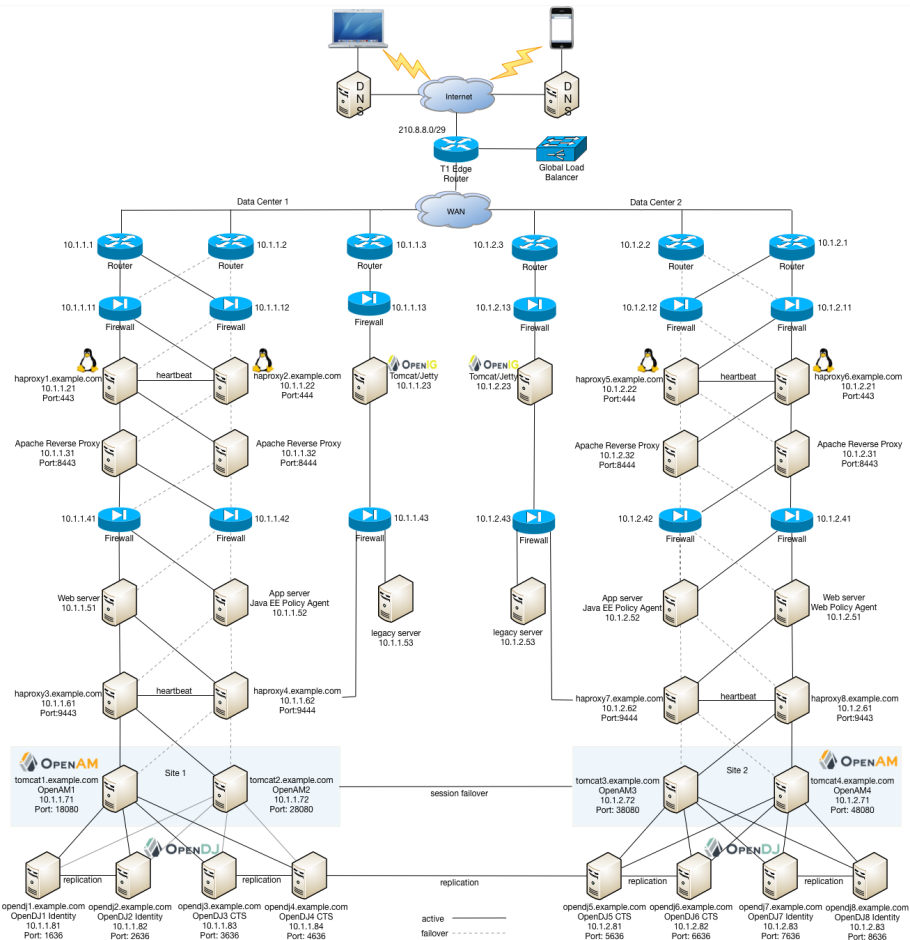 D
N
S
D
N
S
Internet
210.8.8.0/29
T1 Edge
Router
Global Load
Balancer
Data Center 1
WAN
Data Center 2
10.1.1.1
Router
10.1.1.2
Router
10.1.1.3
Router
10.1.2.3
Router
10.1.2.2
Router
10.1.2.1
Router
10.1.1.11
Firewall
10.1.1.12
Firewall
10.1.1.13
Firewall
10.1.2.13
Firewall
10.1.2.12
Firewall
10.1.2.11
Firewall
haproxy1.example.com
10.1.1.21
Port:443
heartbeat
haproxy2.example.com
10.1.1.22
Port:444
OPENIG
Tomcat/Jetty
10.1.1.23
OPENIG
Tomcat/Jetty
10.1.2.23
haproxy5.example.com
10.1.2.22
Port:444
heartbeat
haproxy6.example.com
10.1.2.21
Port:443
Apache Reverse Proxy
10.1.1.31
Port:8443
Apache Reverse Proxy
10.1.1.32
Port:8444
Apache Reverse Proxy
10.1.2.32
Port:8444
Apache Reverse Proxy
10.1.2.31
Port:8443
10.1.1.41
Firewall
10.1.1.42
Firewall
10.1.1.43
Firewall
10.1.2.43
Firewall
10.1.2.42
Firewall
10.1.2.41
Firewall
Web server
10.1.1.51
App server
Java EE Policy Agent
10.1.1.52
legacy server
10.1.1.53
legacy server
10.1.2.53
App server
Java EE Policy Agent
10.1.2.52
Web server
Web Policy Agent
10.1.2.51
haproxy3.example.com
10.1.1.61
Port:9443
heartbeat
haproxy4.example.com
10.1.1.62
Port:9444
haproxy7.example.com
10.1.2.62
Port:9444
heartbeat
haproxy8.example.com
10.1.2.61
Port:9443
OPENAM
Site 1
tomcat1.example.com
OpenAM1
10.1.1.71
Port: 18080
tomcat2.example.com
OpenAM2
10.1.1.72
Port: 28080
session failover
OPENAM
Site 2
tomcat3.example.com
OpenAM3
10.1.2.72
Port: 38080
tomcat4.example.com
OpenAM4
10.1.2.71
Port: 48080
OPENDJ
OPENDJ
replication
replication
replication
replication
replication
opendj1.example.com
OpenDJ1 Identity
10.1.1.81
Port: 1636
opendj2.example.com
OpenDJ2 Identity
10.1.1.82
Port: 2636
opendj3.example.com
OpenDJ3 CTS
10.1.1.83
Port: 3636
opendj4.example.com
OpenDJ4 CTS
10.1.1.84
Port: 4636
opendj5.example.com
OpenDJ5 CTS
10.1.2.81
Port: 5636
opendj6.example.com
OpenDJ6 CTS
10.1.2.82
Port: 6636
opendj7.example.com
OpenDJ7 Identity
10.1.2.83
Port: 7636
opendj8.example.com
OpenDJ8 Identity
10.1.2.83
Port: 8636
active
failover